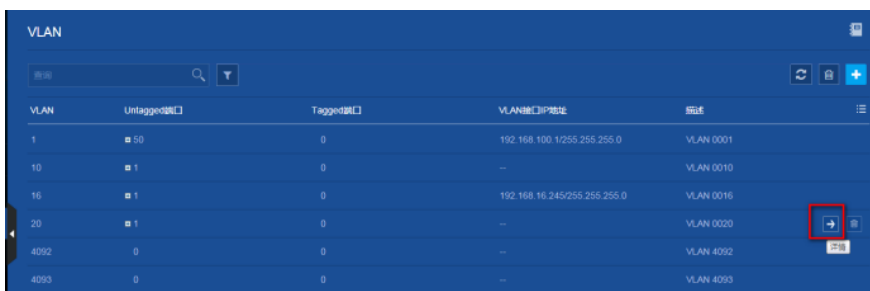 VLAN
查询
VLAN Untagged端口 Tagged端口 VLAN接口IP地址 描述
1 50 0 192.168.100.1/255.255.255.0 VLAN 0001
10 1 0 -- VLAN 0010
16 1 0 192.168.16.245/255.255.255.0 VLAN 0016
20 1 0 -- VLAN 0020
详情
4092 0 0 -- VLAN 4092
4093 0 0 -- VLAN 4093